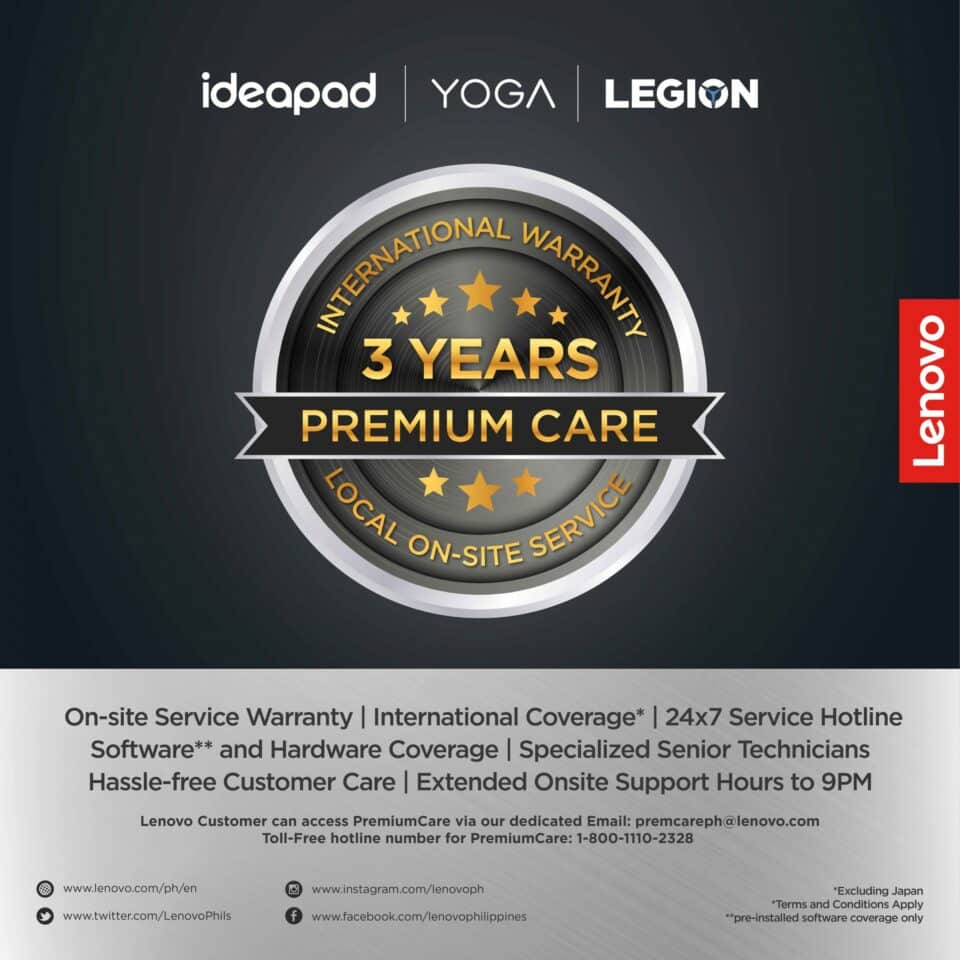 ideapad | YOGA | LEGION
INTERNATIONAL WARRANTY
3 YEARS
PREMIUM CARE
LOCAL ON-SITE SERVICE
Lenovo
On-site Service Warranty | International Coverage* | 24x7 Service Hotline
Software** and Hardware Coverage | Specialized Senior Technicians
Hassle-free Customer Care | Extended Onsite Support Hours to 9PM
Lenovo Customer can access PremiumCare via our dedicated Email: premcareph@lenovo.com
Toll-Free hotline number for PremiumCare: 1-800-1110-2328
www.lenovo.com/ph/en
www.twitter.com/LenovoPhils
www.instagram.com/lenovoph
www.facebook.com/lenovophilippines
*Excluding Japan
*Terms and Conditions Apply
**pre-installed software coverage only